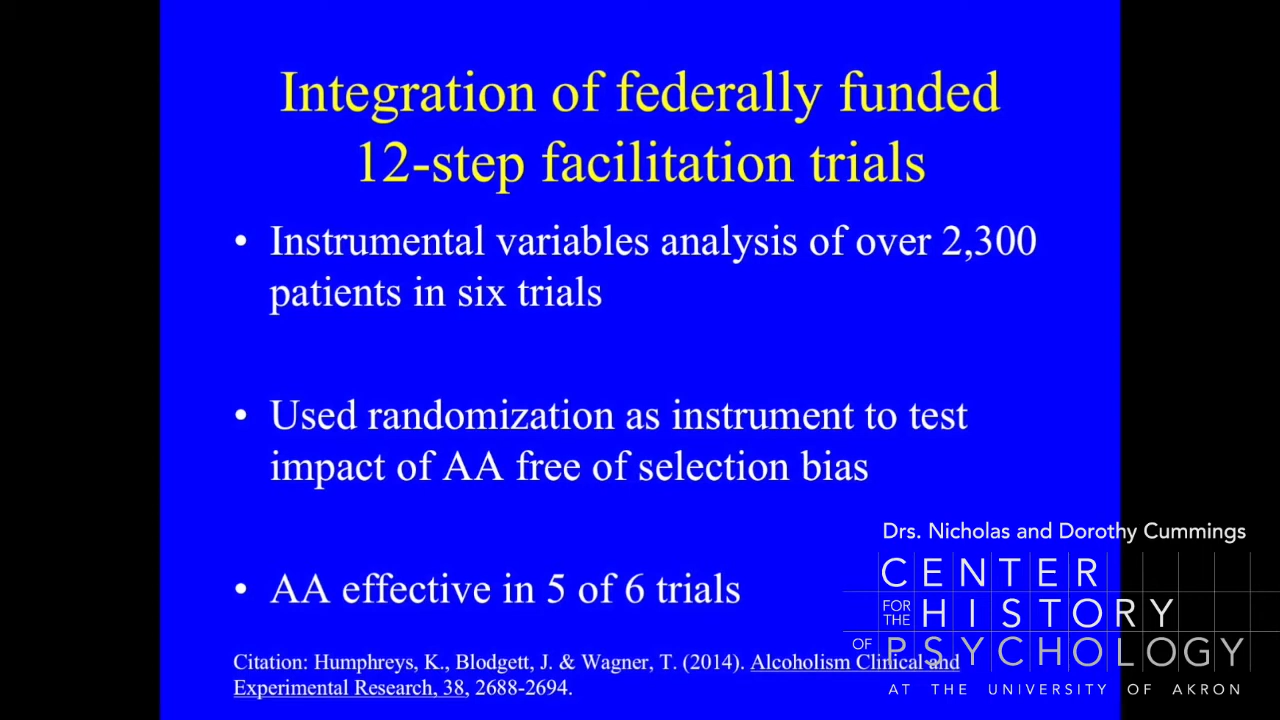 Integration of federally funded
12-step facilitation trials
• Instrumental variables analysis of over 2,300
patients in six trials
• Used randomization as instrument to test
impact of AA free of selection bias
• AA effective in 5 of 6 trials
Citation: Humphreys, K., Blodgett, J. & Wagner, T. (2014). Alcoholism Clinical and
Experimental Research, 38, 2688-2694.
Drs. Nicholas and Dorothy Cummings
CENTER
FOR THE HISTORY
OF PSYCHOLOGY
AT THE UNIVERSITY OF AKRON